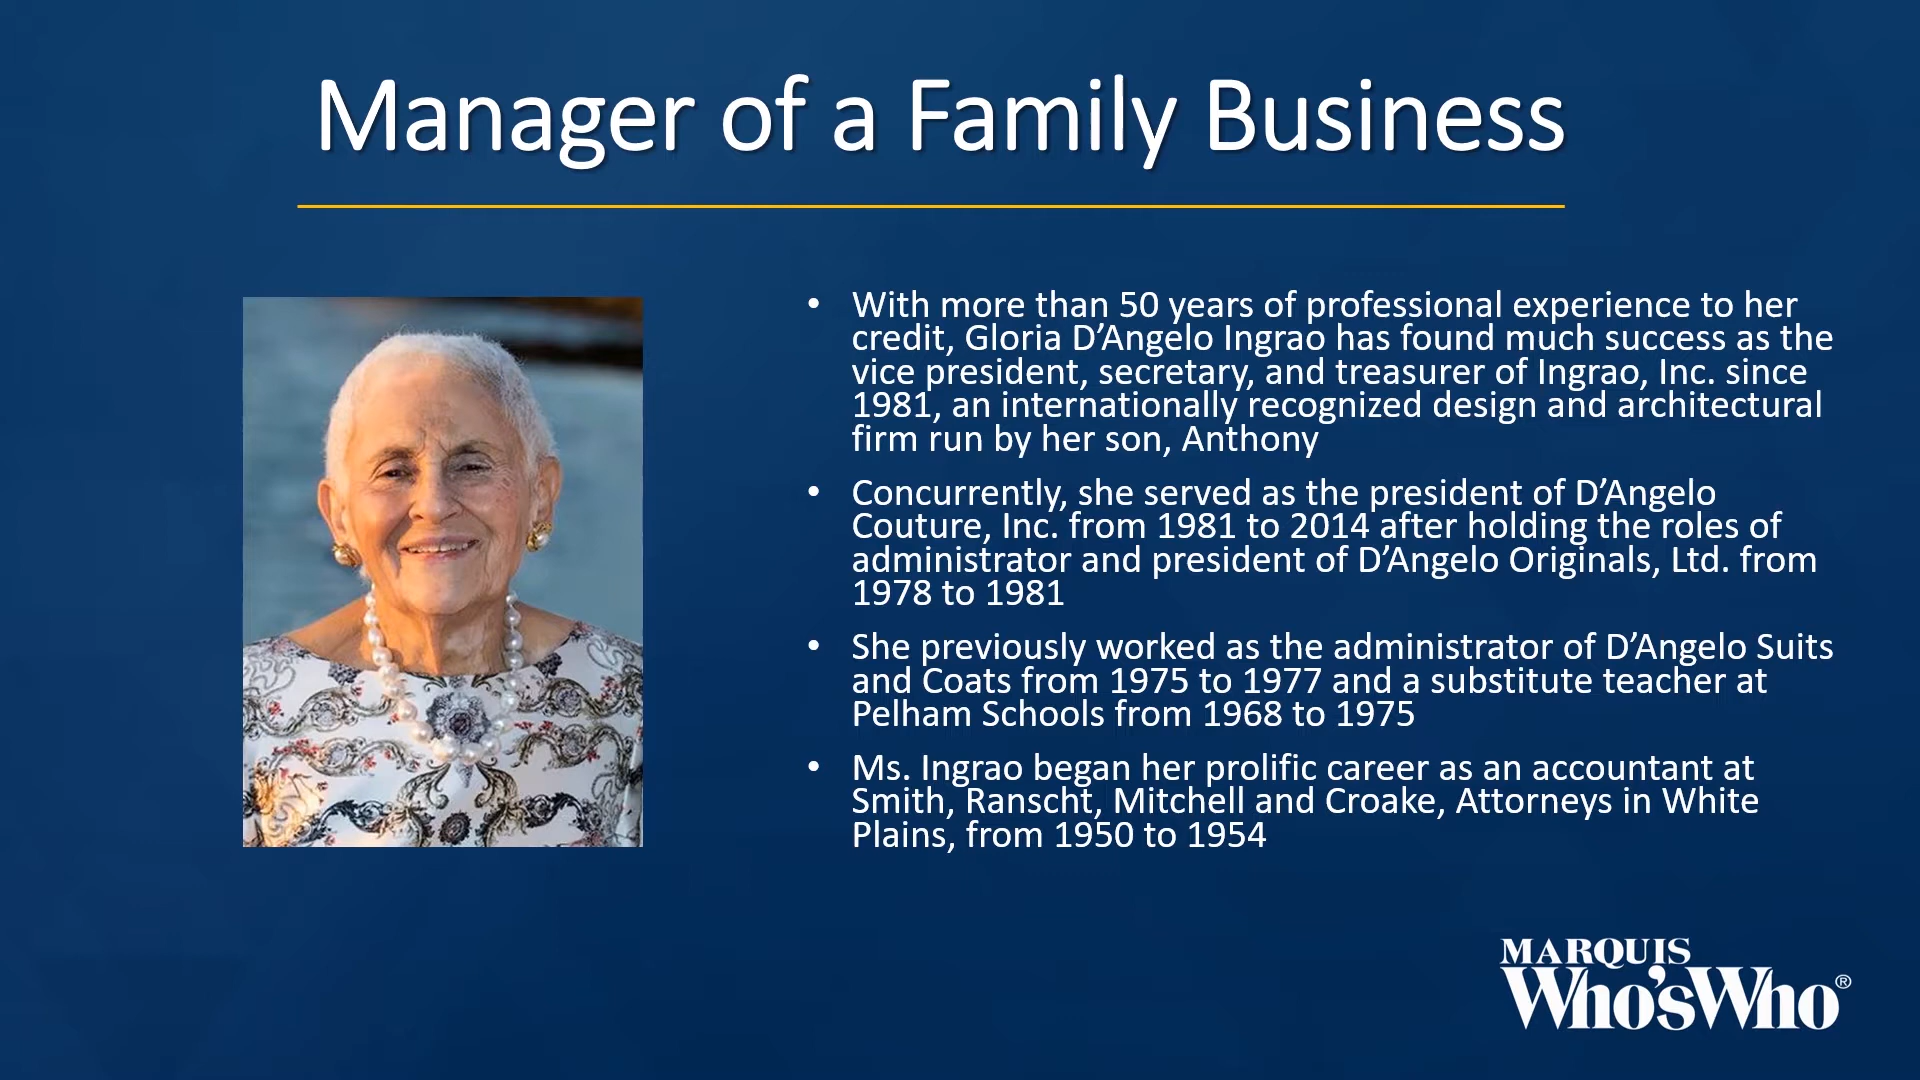 Manager of a Family Business
• With more than 50 years of professional experience to her
credit, Gloria D’Angelo Ingrao has found much success as the
vice president, secretary, and treasurer of Ingrao, Inc. since
1981, an internationally recognized design and architectural
firm run by her son, Anthony
• Concurrently, she served as the president of D’Angelo
Couture, Inc. from 1981 to 2014 after holding the roles of
administrator and president of D’Angelo Originals, Ltd. from
1978 to 1981
• She previously worked as the administrator of D’Angelo Suits
and Coats from 1975 to 1977 and a substitute teacher at
Pelham Schools from 1968 to 1975
• Ms. Ingrao began her prolific career as an accountant at
Smith, Ranscht, Mitchell and Croake, Attorneys in White
Plains, from 1950 to 1954
MARQUIS
Who’sWho®